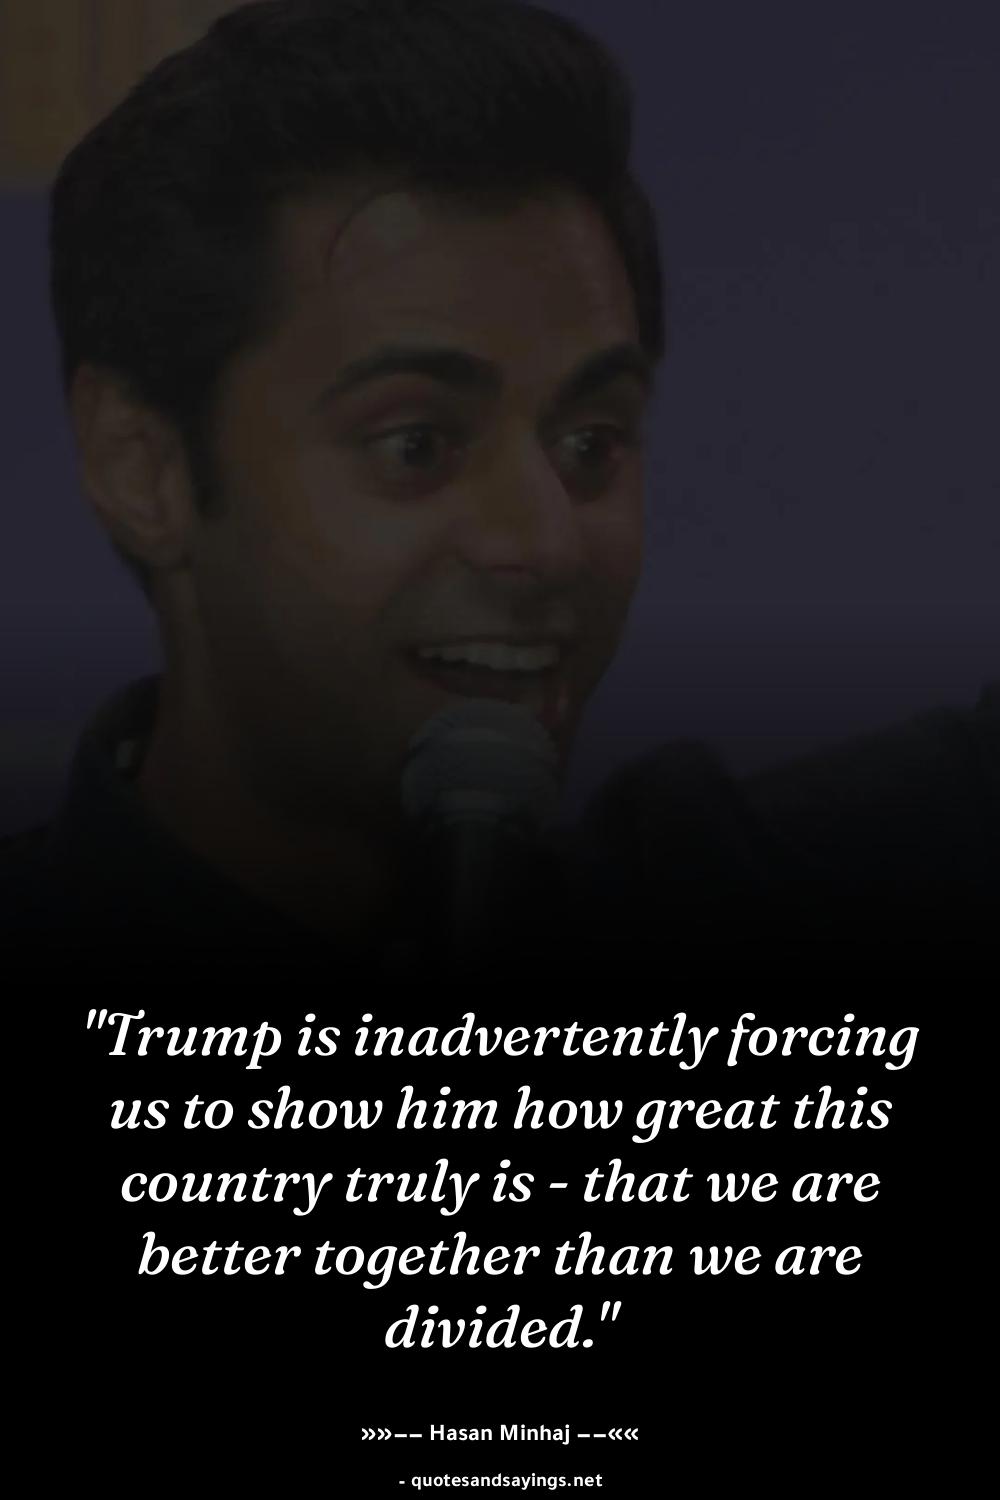 "Trump is inadvertently forcing
us to show him how great this
country truly is - that we are
better together than we are
divided."
»»–– Hasan Minhaj ––««
- quotesandsayings.net